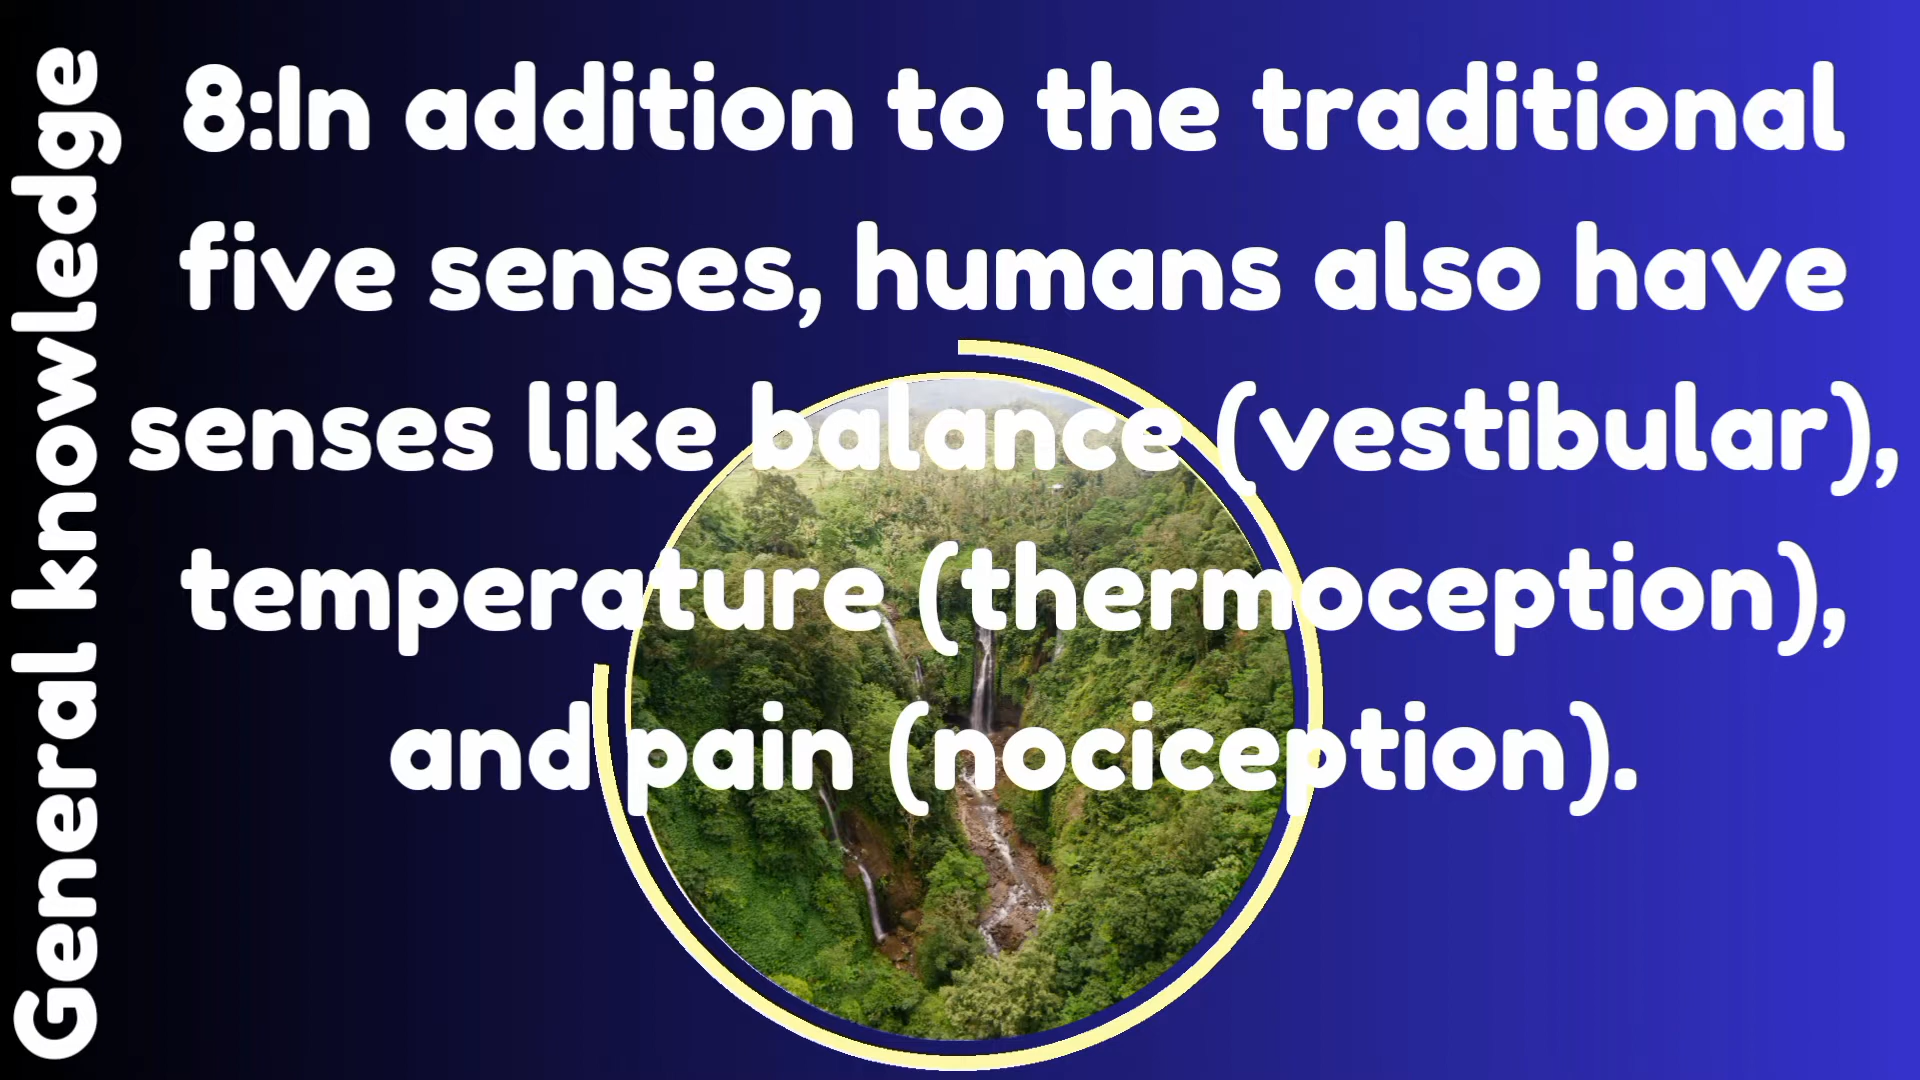 General knowledge
8:In addition to the traditional
five senses, humans also have
senses like balance (vestibular),
temperature (thermoception),
and pain (nociception).